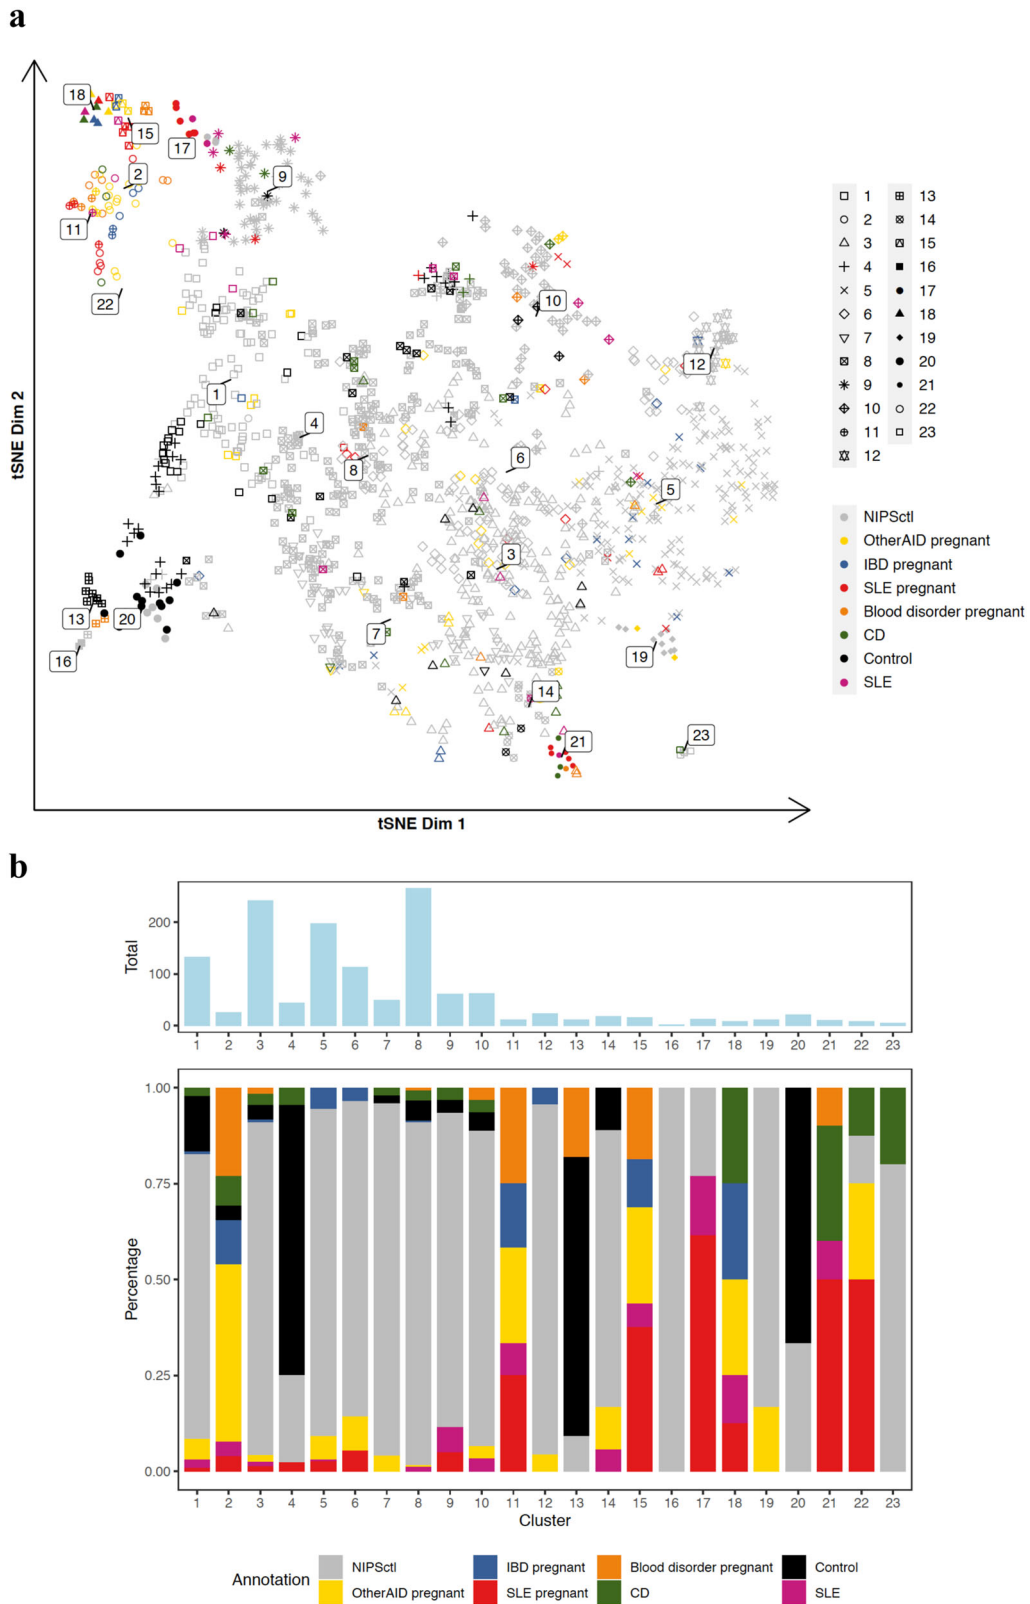 a
tSNE Dim 2
18
15
17
2
9
11
22
10
12
1
4
8
6
5
3
13
20
7
16
19
14
21
23
tSNE Dim 1
1 13
2 14
3 15
4 16
5 17
6 18
7 19
8 20
9 21
10 22
11 23
12
NIPSctl
OtherAID pregnant
IBD pregnant
SLE pregnant
Blood disorder pregnant
CD
Control
SLE
b
Total
200
100
0
1 2 3 4 5 6 7 8 9 10 11 12 13 14 15 16 17 18 19 20 21 22 23
Percentage
1.00
0.75
0.50
0.25
0.00
1 2 3 4 5 6 7 8 9 10 11 12 13 14 15 16 17 18 19 20 21 22 23
Cluster
Annotation
NIPSctl IBD pregnant Blood disorder pregnant Control
OtherAID pregnant SLE pregnant CD SLE